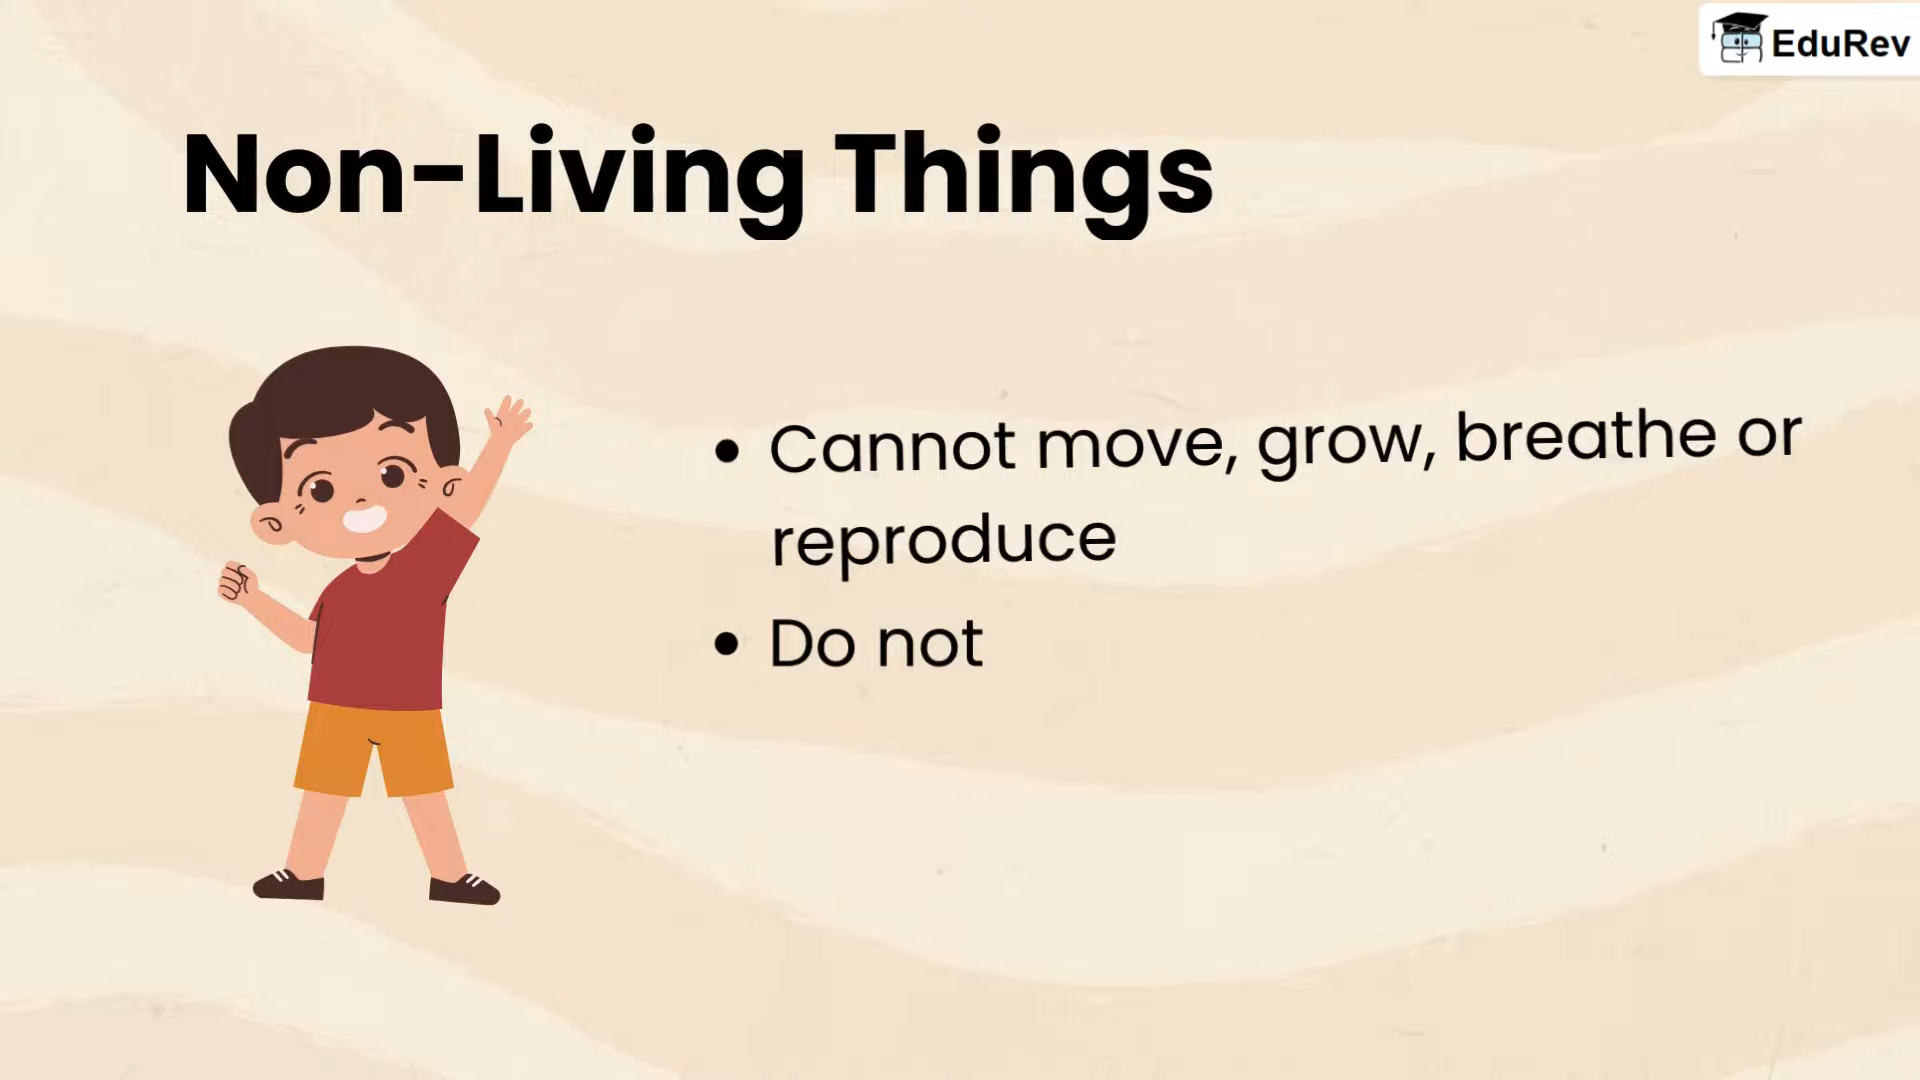 EduRev
Non-Living Things
• Cannot move, grow, breathe or
reproduce
• Do not